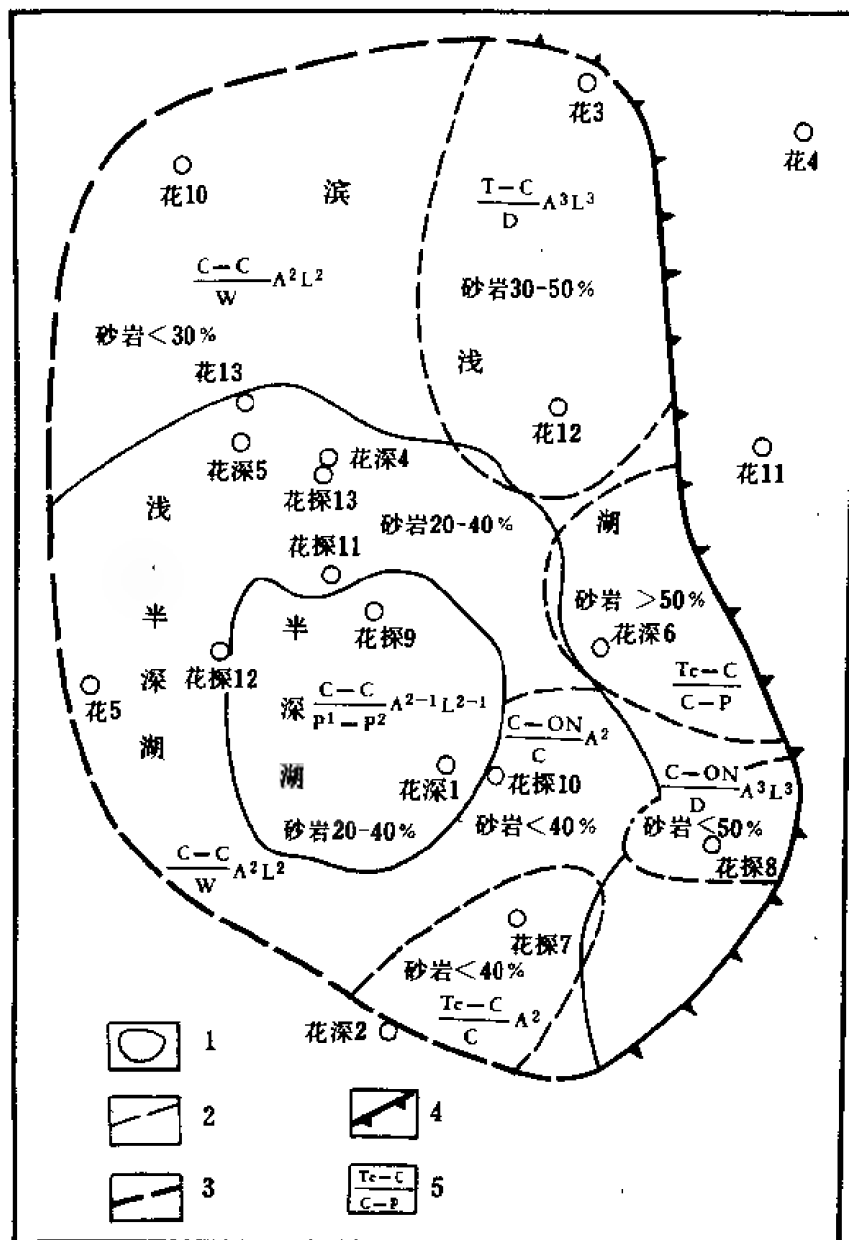 花3
花4
花10
滨
T-C
D
A³L³
C-C
W
A²L²
砂岩30-50%
砂岩<30%
浅
花13
花12
花深5
花深4
花11
花探13
浅
砂岩20-40%
湖
花探11
半
砂岩 >50%
半
花探9
花深6
深
花探12
花5
深
C-C
P¹-P²
A²⁻¹L²⁻¹
Tc-C
C-P
湖
C-ON
C
A²
湖
花深1
花探10
C-ON
D
A³L³
砂岩20-40%
砂岩<40%
砂岩<50%
花探8
C-C
W
A²L²
花探7
砂岩<40%
Tc-C
C
A²
花深2
1
2
3
4
Tc-C
C-P
5